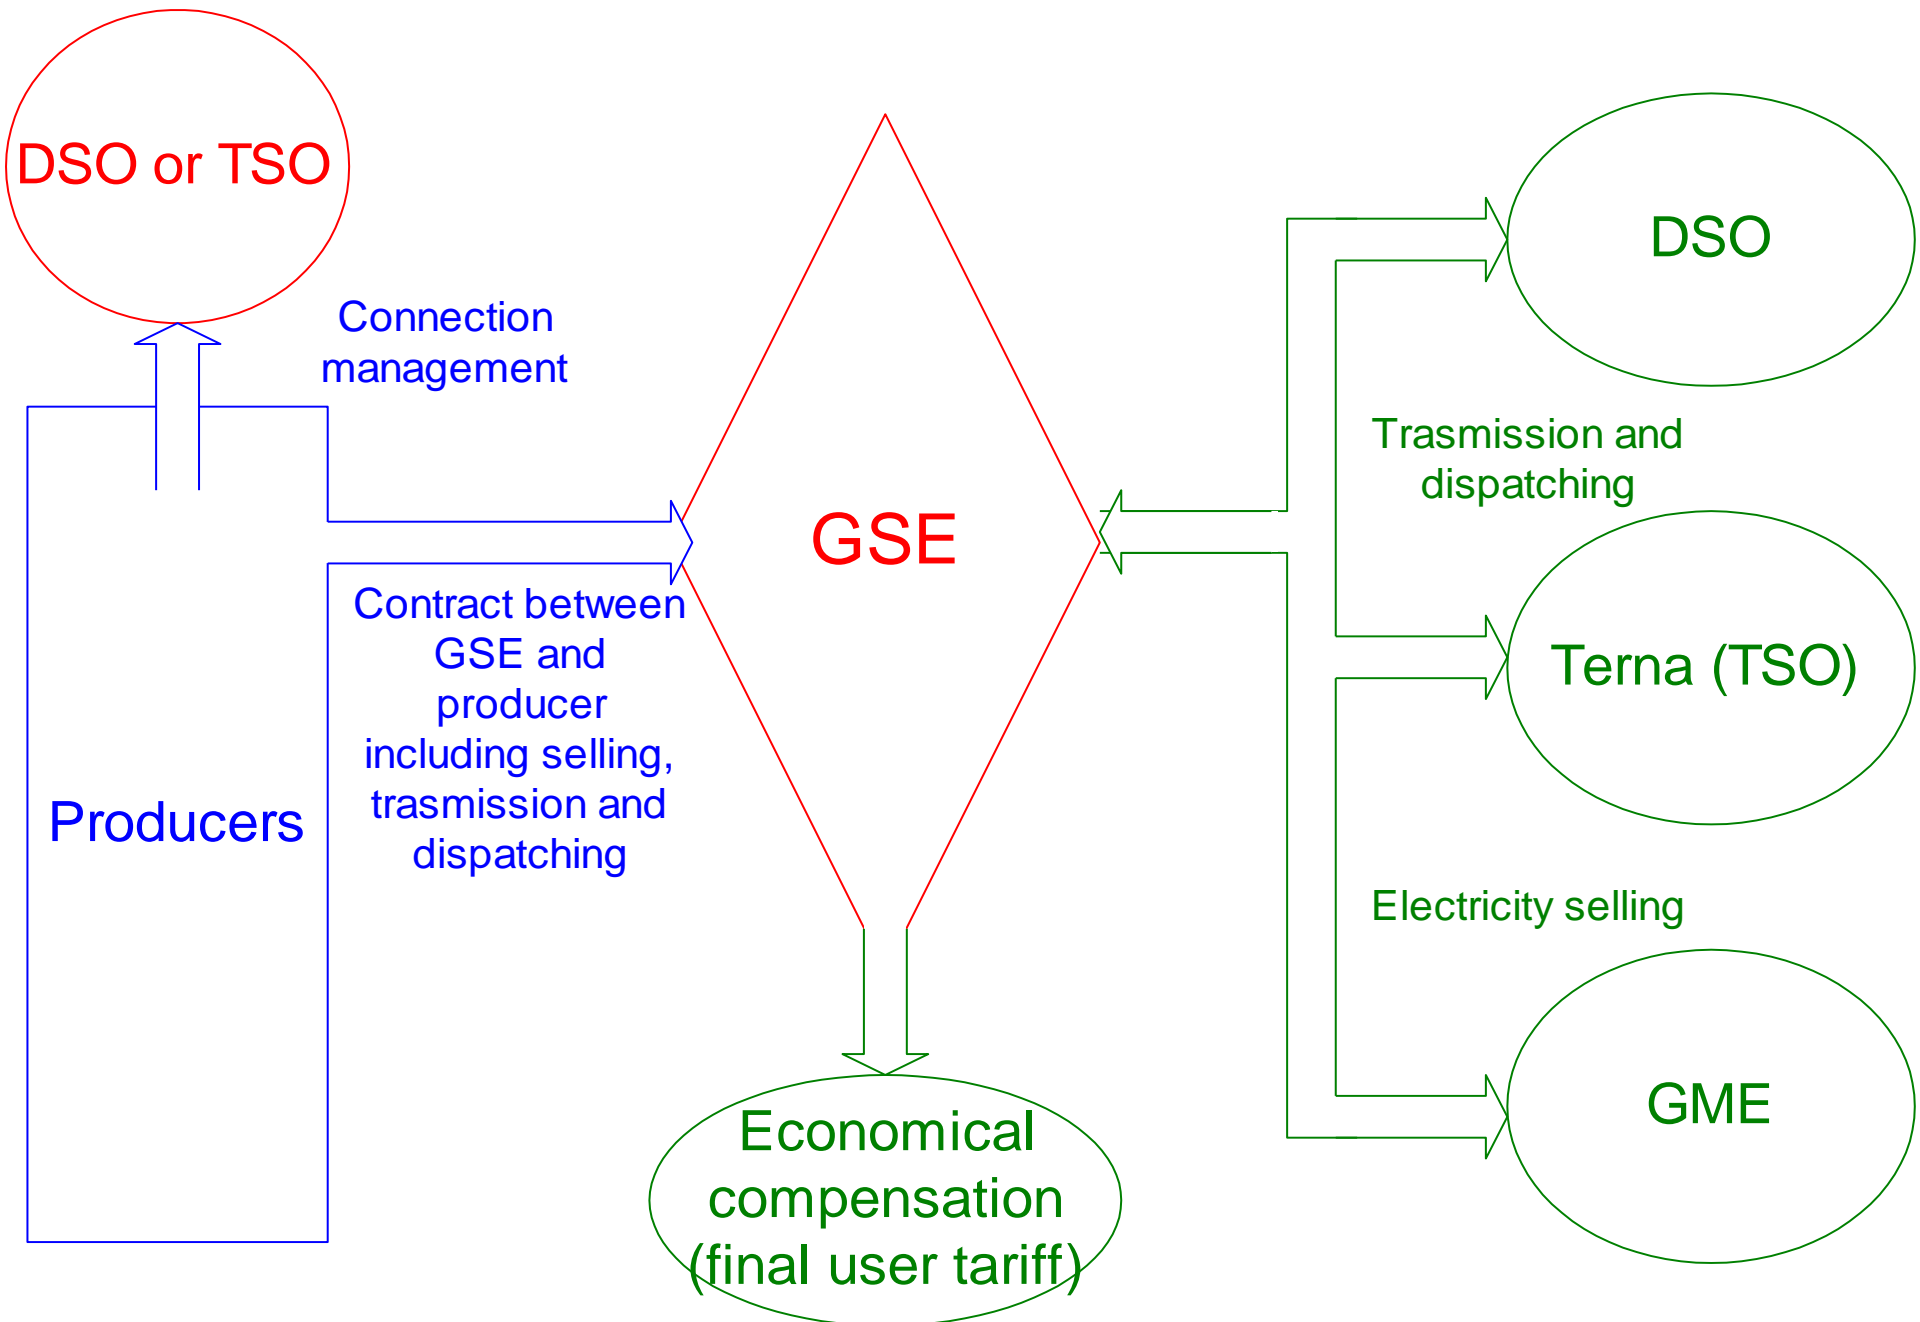 DSO or TSO
Connection
management
Producers
Contract between
GSE and
producer
including selling,
trasmission and
dispatching
GSE
Economical
compensation
(final user tariff)
DSO
Trasmission and
dispatching
Terna (TSO)
Electricity selling
GME